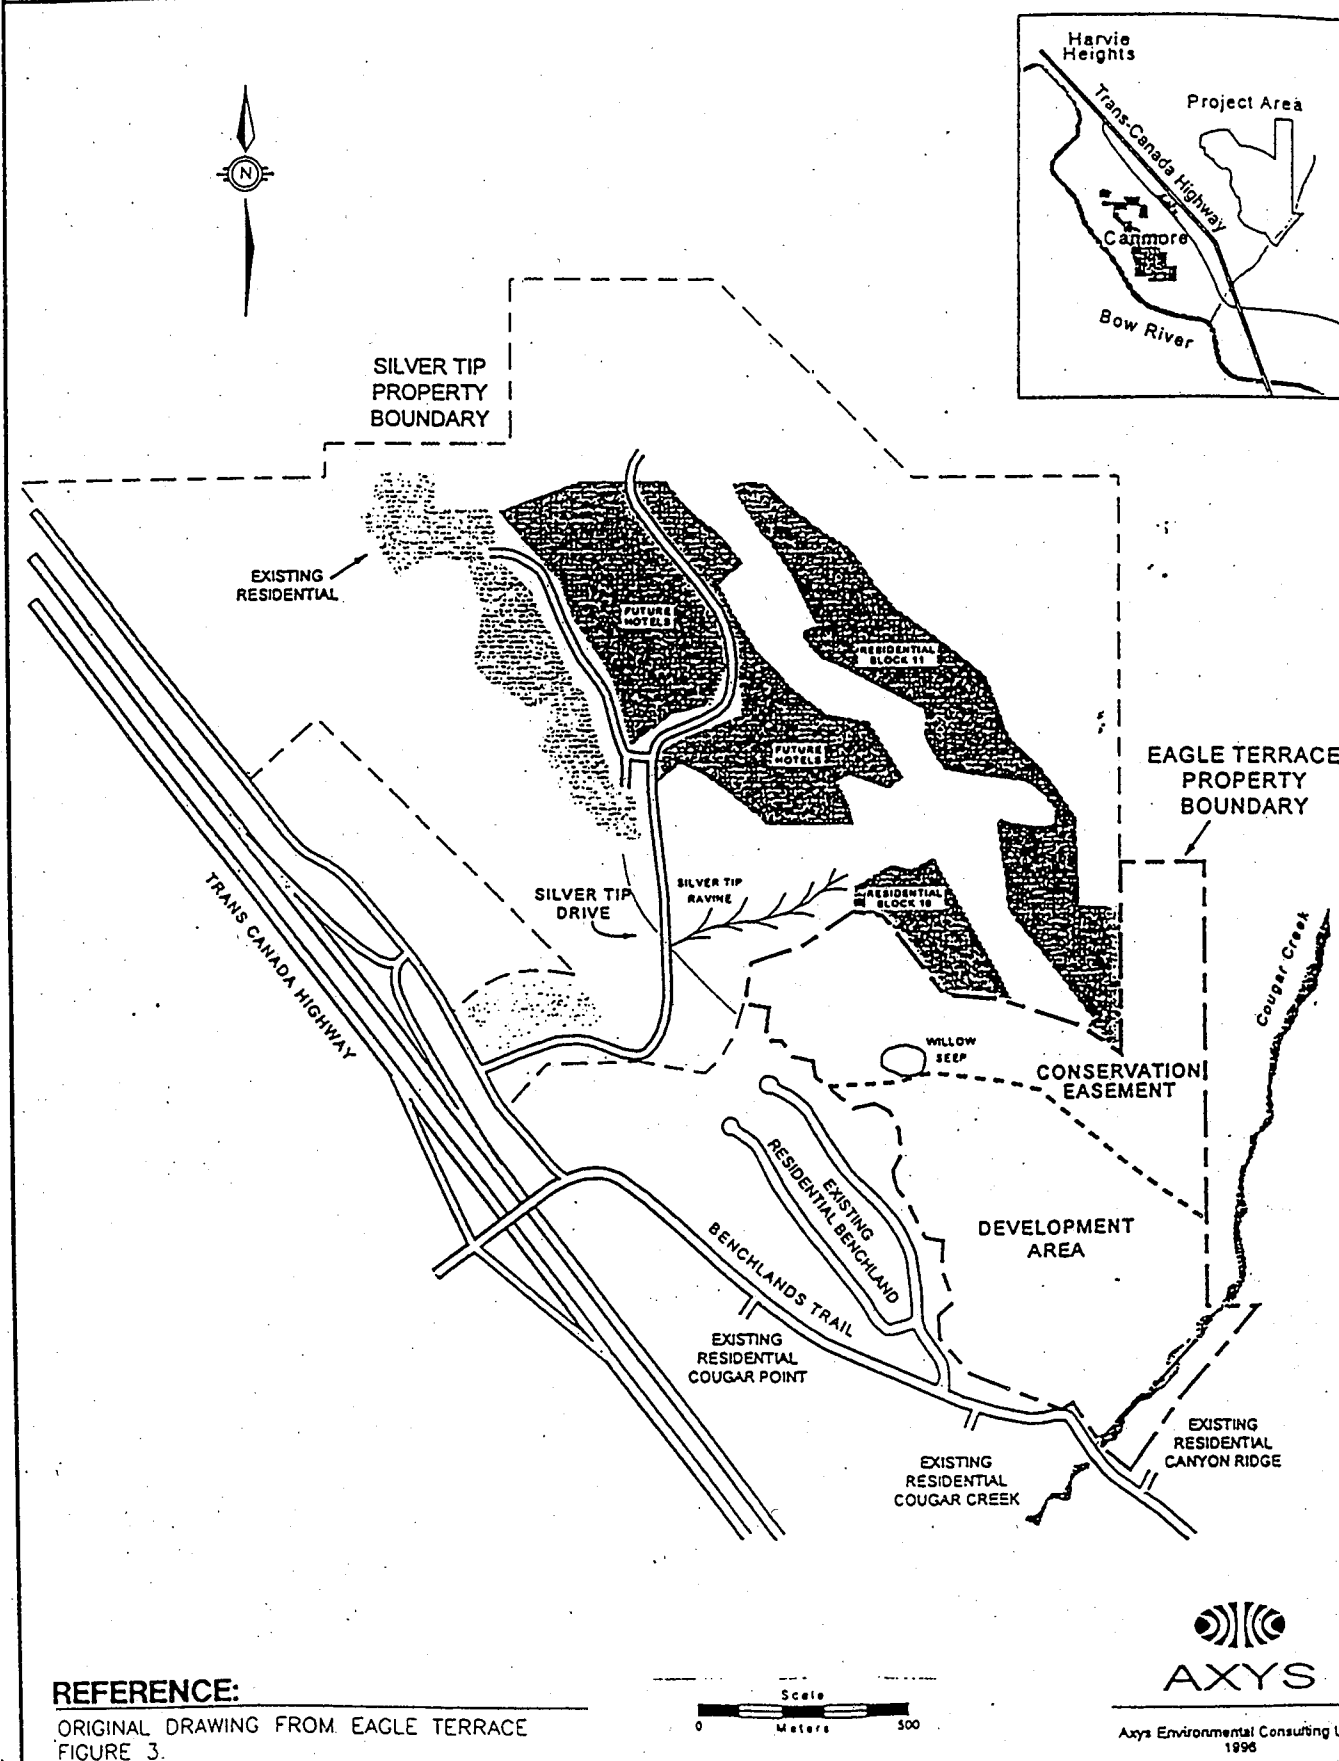 Harvie
Heights
Trans-Canada Highway
Project Area
Canmore
Bow River
N
SILVER TIP
PROPERTY
BOUNDARY
EXISTING
RESIDENTIAL
FUTURE
HOTELS
RESIDENTIAL
BLOCK 11
FUTURE
HOTELS
EAGLE TERRACE
PROPERTY
BOUNDARY
TRANS CANADA HIGHWAY
SILVER TIP
DRIVE
SILVER TIP
RAVINE
RESIDENTIAL
BLOCK 10
Cougar Creek
WILLOW
SEEP
CONSERVATION
EASEMENT
EXISTING
RESIDENTIAL BENCHLAND
DEVELOPMENT
AREA
BENCHLANDS TRAIL
EXISTING
RESIDENTIAL
COUGAR POINT
EXISTING
RESIDENTIAL
COUGAR CREEK
EXISTING
RESIDENTIAL
CANYON RIDGE
REFERENCE:
ORIGINAL DRAWING FROM EAGLE TERRACE
FIGURE 3.
Scale
0 Meters 500
AXYS
Axys Environmental Consulting
1996